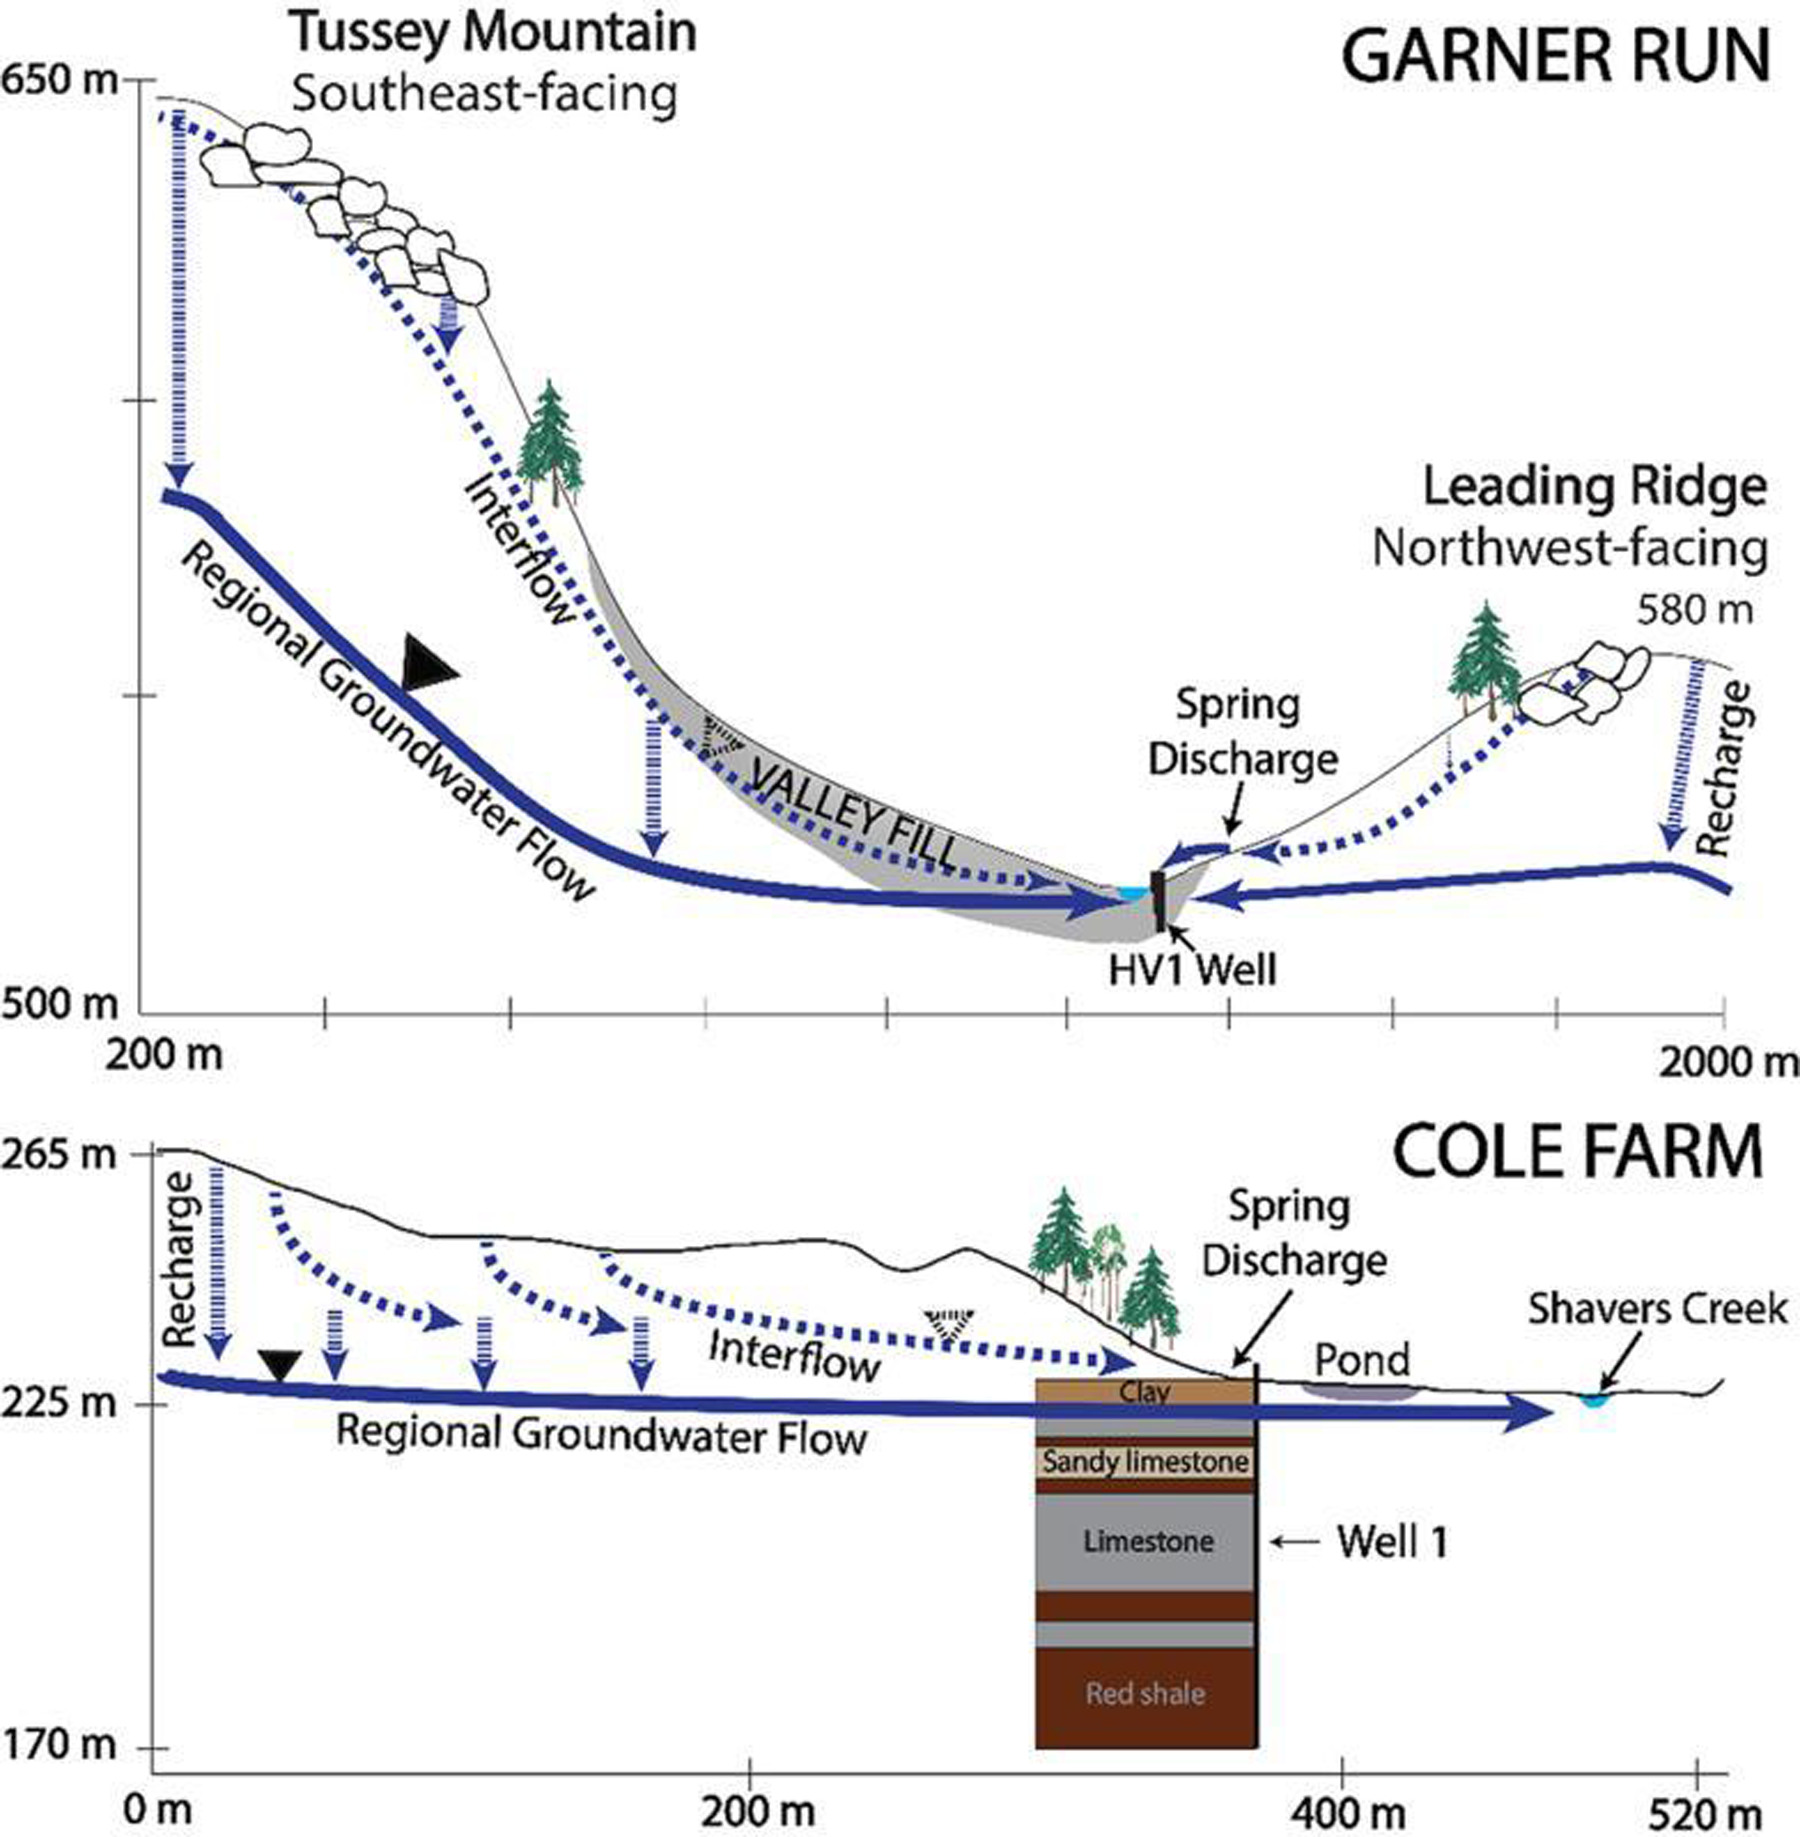 Tussey Mountain
Southeast-facing
GARNER RUN
650 m
Interflow
Regional Groundwater Flow
Leading Ridge
Northwest-facing
580 m
Spring
Discharge
Recharge
VALLEY FILL
HV1 Well
500 m
200 m
2000 m
COLE FARM
265 m
Recharge
Spring
Discharge
Shavers Creek
Interflow
Pond
225 m
Regional Groundwater Flow
Clay
Sandy limestone
Limestone
Well 1
Red shale
170 m
0 m
200 m
400 m
520 m